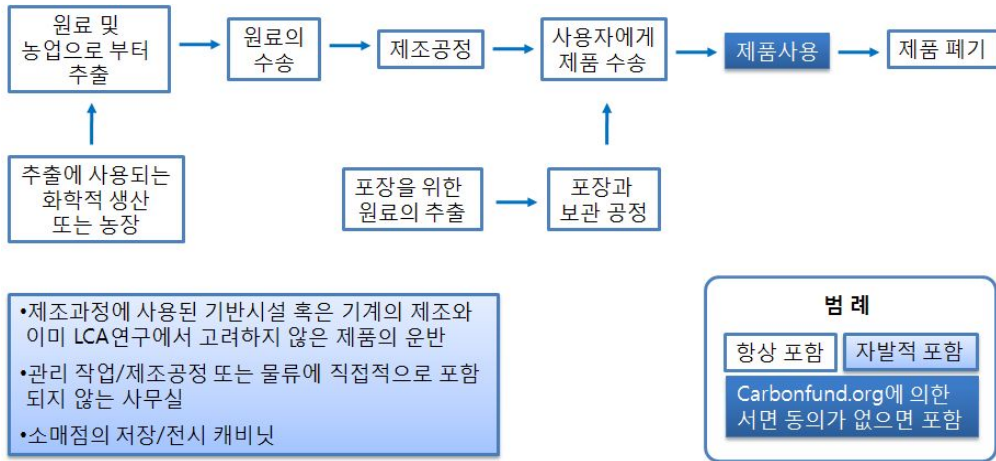 원료 및
농업으로 부터
추출
원료의
수송
제조공정
사용자에게
제품 수송
제품사용
제품 폐기
추출에 사용되는
화학적 생산
또는 농장
포장을 위한
원료의 추출
포장과
보관 공정
•제조과정에 사용된 기반시설 혹은 기계의 제조와
이미 LCA연구에서 고려하지 않은 제품의 운반
•관리 작업/제조공정 또는 물류에 직접적으로 포함
되지 않는 사무실
•소매점의 저장/전시 캐비닛
범 례
항상 포함
자발적 포함
Carbonfund.org에 의한
서면 동의가 없으면 포함